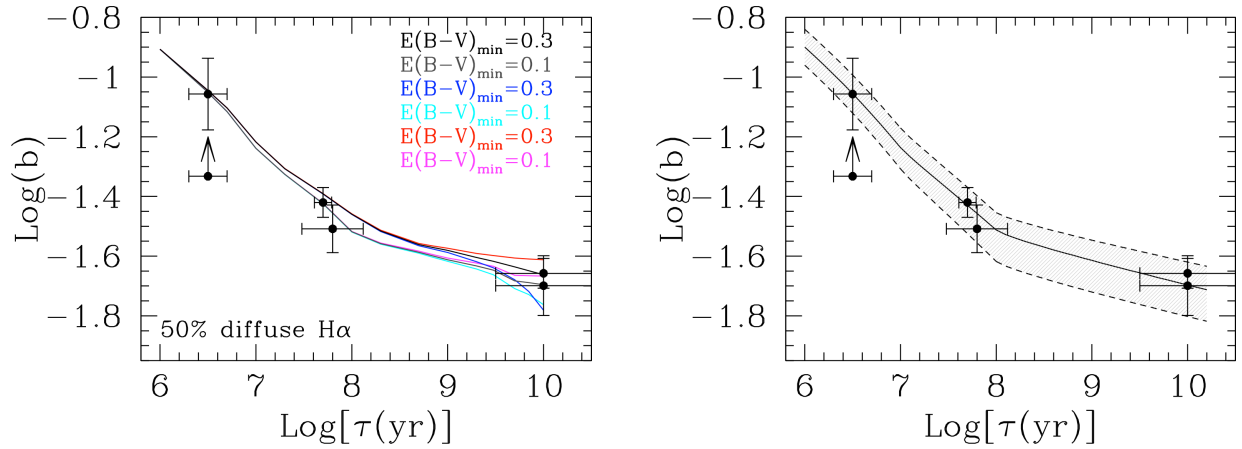 −0.8
−1
−1.2
−1.4
−1.6
−1.8
Log(b)
E(B−V)min=0.3
E(B−V)min=0.1
E(B−V)min=0.3
E(B−V)min=0.1
E(B−V)min=0.3
E(B−V)min=0.1
50% diffuse Hα
6 7 8 9 10
Log[τ(yr)]
−0.8
−1
−1.2
−1.4
−1.6
−1.8
Log(b)
6 7 8 9 10
Log[τ(yr)]